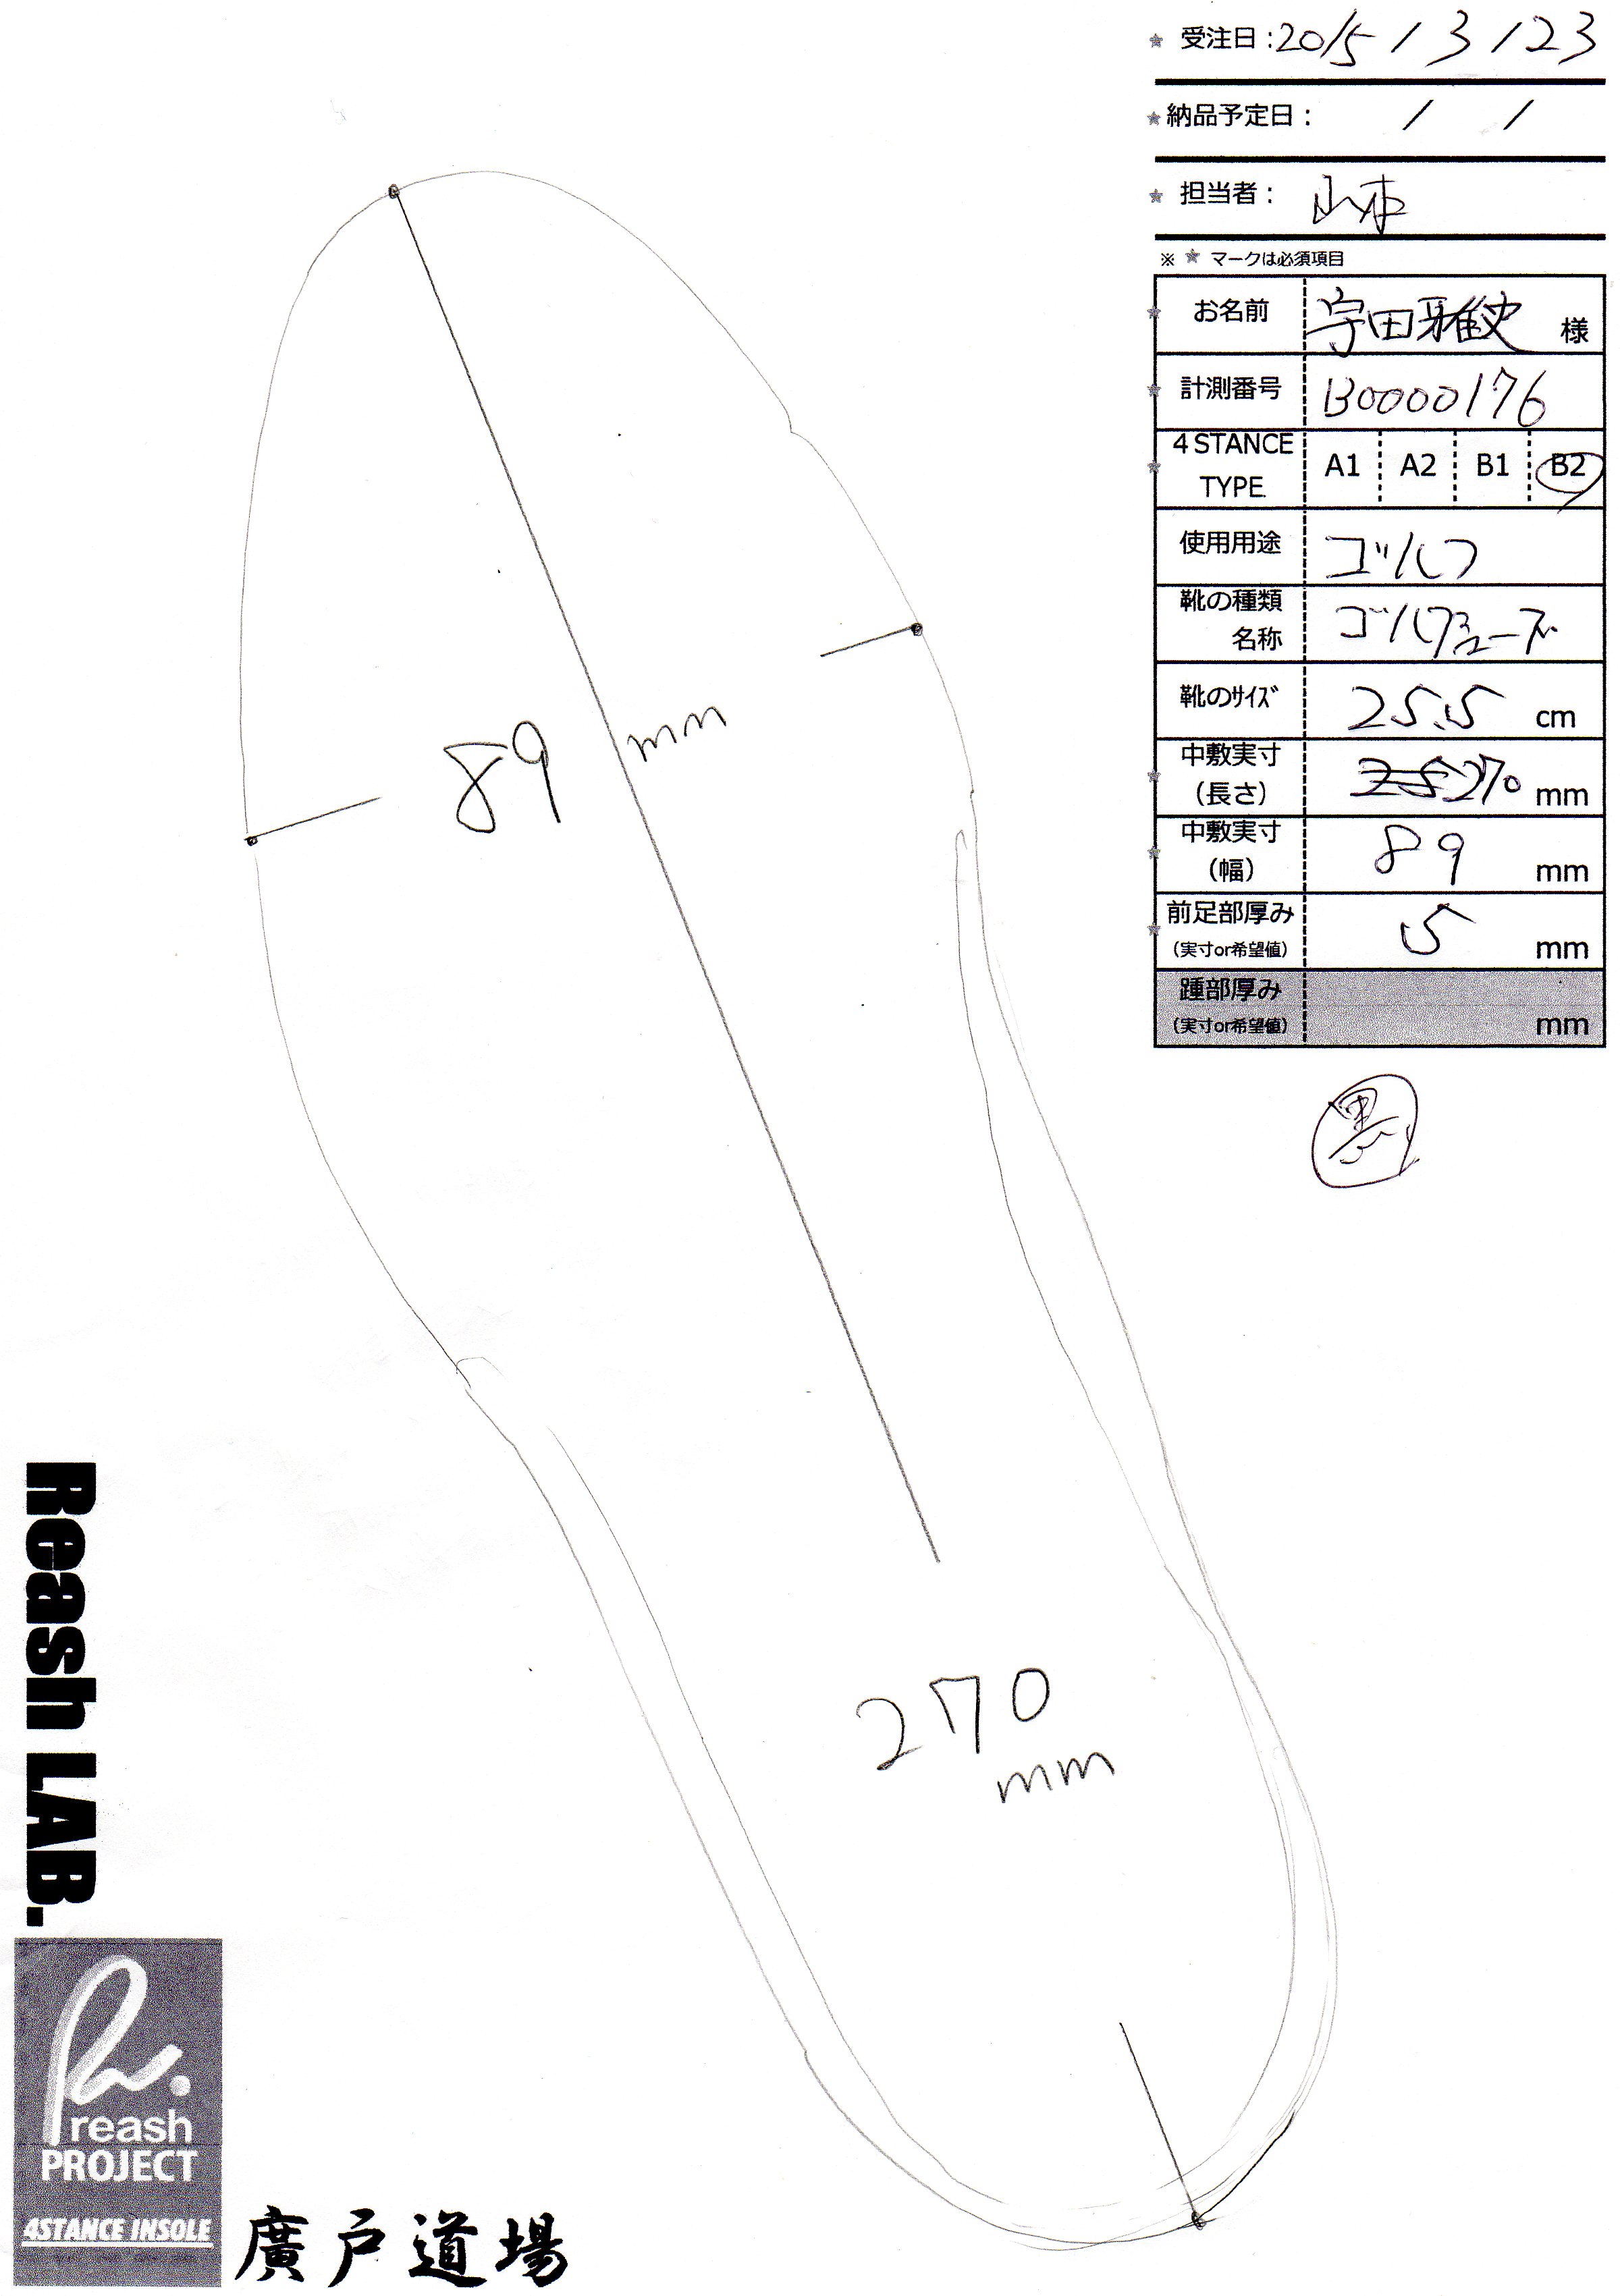 ★ 受注日:2015 / 3 / 23
★ 納品予定日: / /
★ 担当者: 山本
※ ★ マークは必須項目
★ お名前 宇田雅史 様
★ 計測番号 B0000176
★ 4STANCE TYPE A1 A2 B1 B2
使用用途 ゴルフ
靴の種類 名称 ゴルフシューズ
靴のサイズ 25.5 cm
★ 中敷実寸 (長さ) 270 mm
★ 中敷実寸 (幅) 89 mm
★ 前足部厚み (実寸or希望値) 5 mm
踵部厚み (実寸or希望値) mm
黒
89 mm
270
mm
Reash LAB.
reash
PROJECT
4STANCE INSOLE
廣戸道場